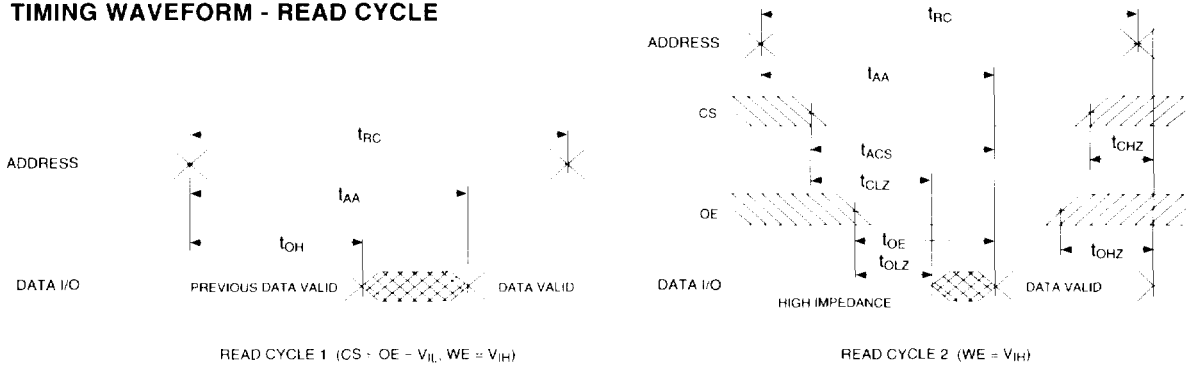 TIMING WAVEFORM - READ CYCLE
tRC
ADDRESS
tAA
tOH
DATA I/O
PREVIOUS DATA VALID
DATA VALID
READ CYCLE 1 (CS = OE = VIL, WE = VIH)
tRC
ADDRESS
tAA
CS
tACS
tCHZ
tCLZ
OE
tOE
tOLZ
tOHZ
DATA I/O
HIGH IMPEDANCE
DATA VALID
READ CYCLE 2 (WE = VIH)